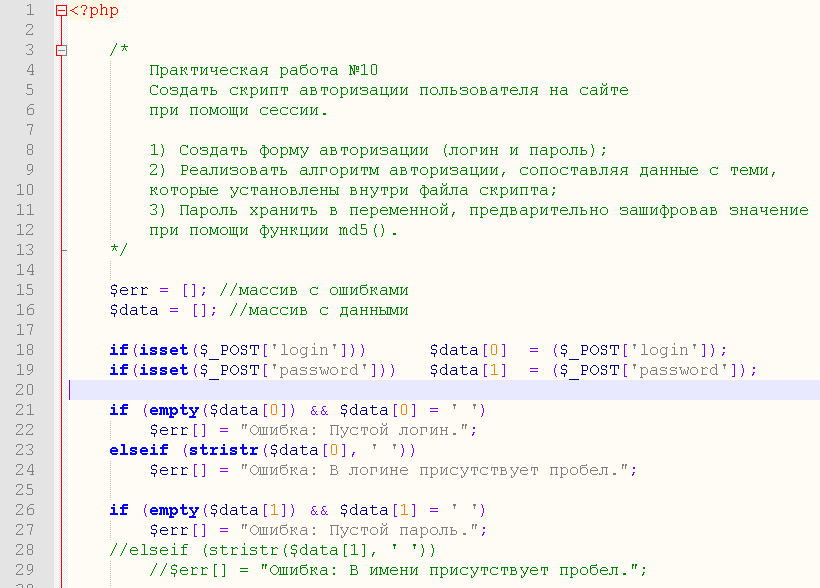 1 <?php
2
3 /*
4 Практическая работа №10
5 Создать скрипт авторизации пользователя на сайте
6 при помощи сессии.
7
8 1) Создать форму авторизации (логин и пароль);
9 2) Реализовать алгоритм авторизации, сопоставляя данные с теми,
10 которые установлены внутри файла скрипта;
11 3) Пароль хранить в переменной, предварительно зашифровав значение
12 при помощи функции md5().
13 */
14
15 $err = []; //массив с ошибками
16 $data = []; //массив с данными
17
18 if(isset($_POST['login'])) $data[0] = ($_POST['login']);
19 if(isset($_POST['password'])) $data[1] = ($_POST['password']);
20
21 if (empty($data[0]) && $data[0] = ' ')
22 $err[] = "Ошибка: Пустой логин.";
23 elseif (stristr($data[0], ' '))
24 $err[] = "Ошибка: В логине присутствует пробел.";
25
26 if (empty($data[1]) && $data[1] = ' ')
27 $err[] = "Ошибка: Пустой пароль.";
28 //elseif (stristr($data[1], ' '))
29 //$err[] = "Ошибка: В имени присутствует пробел.";